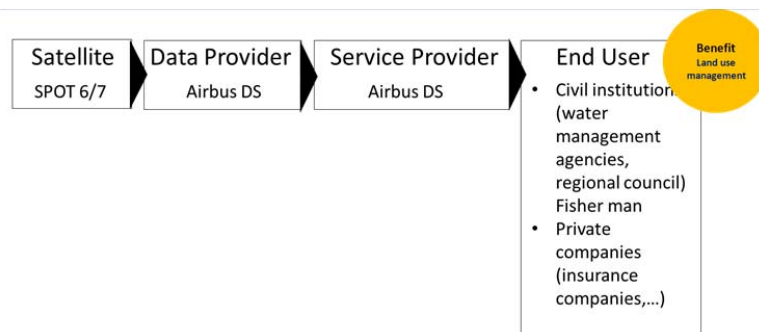 Satellite
SPOT 6/7
Data Provider
Airbus DS
Service Provider
Airbus DS
End User
• Civil institution
(water
management
agencies,
regional council)
Fisher man
• Private
companies
(insurance
companies,...)
Benefit
Land use
management